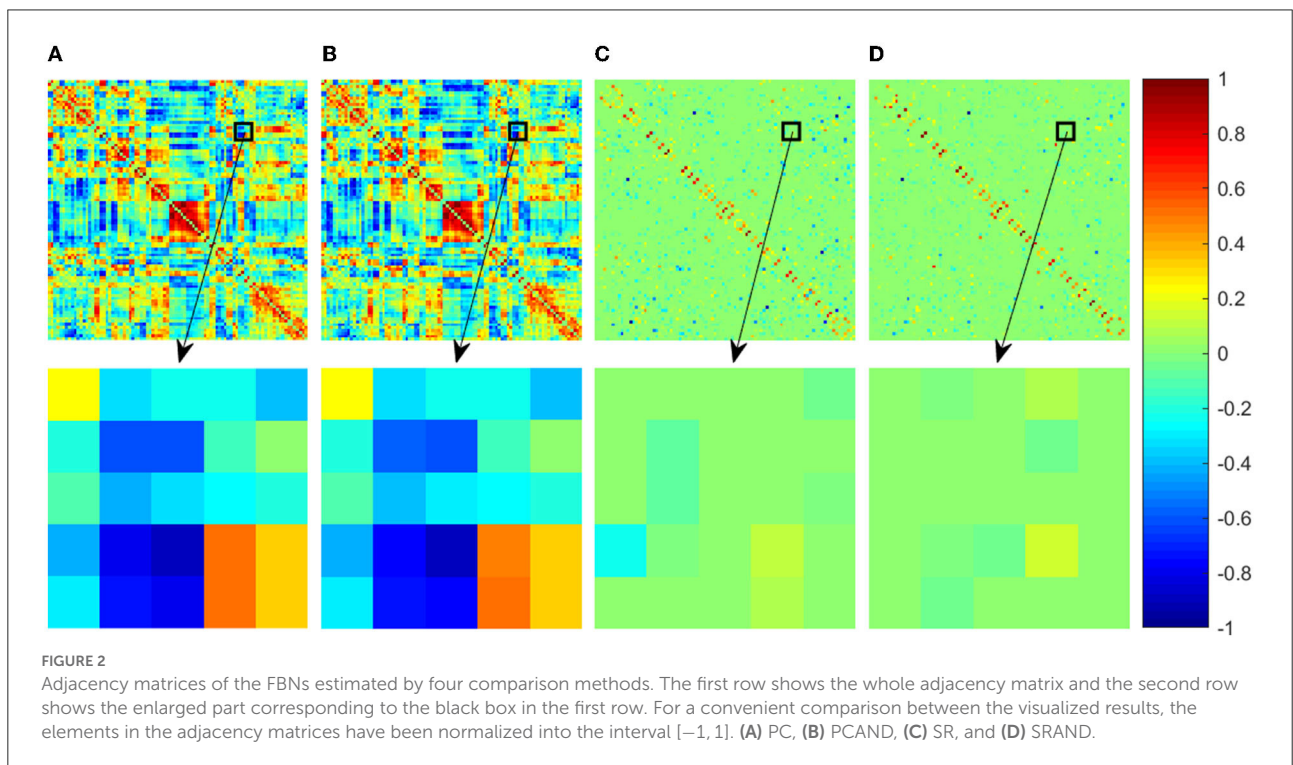 A B C D
1
0.8
0.6
0.4
0.2
0
-0.2
-0.4
-0.6
-0.8
-1
FIGURE 2
Adjacency matrices of the FBNs estimated by four comparison methods. The first row shows the whole adjacency matrix and the second row
shows the enlarged part corresponding to the black box in the first row. For a convenient comparison between the visualized results, the
elements in the adjacency matrices have been normalized into the interval [−1, 1]. (A) PC, (B) PCAND, (C) SR, and (D) SRAND.